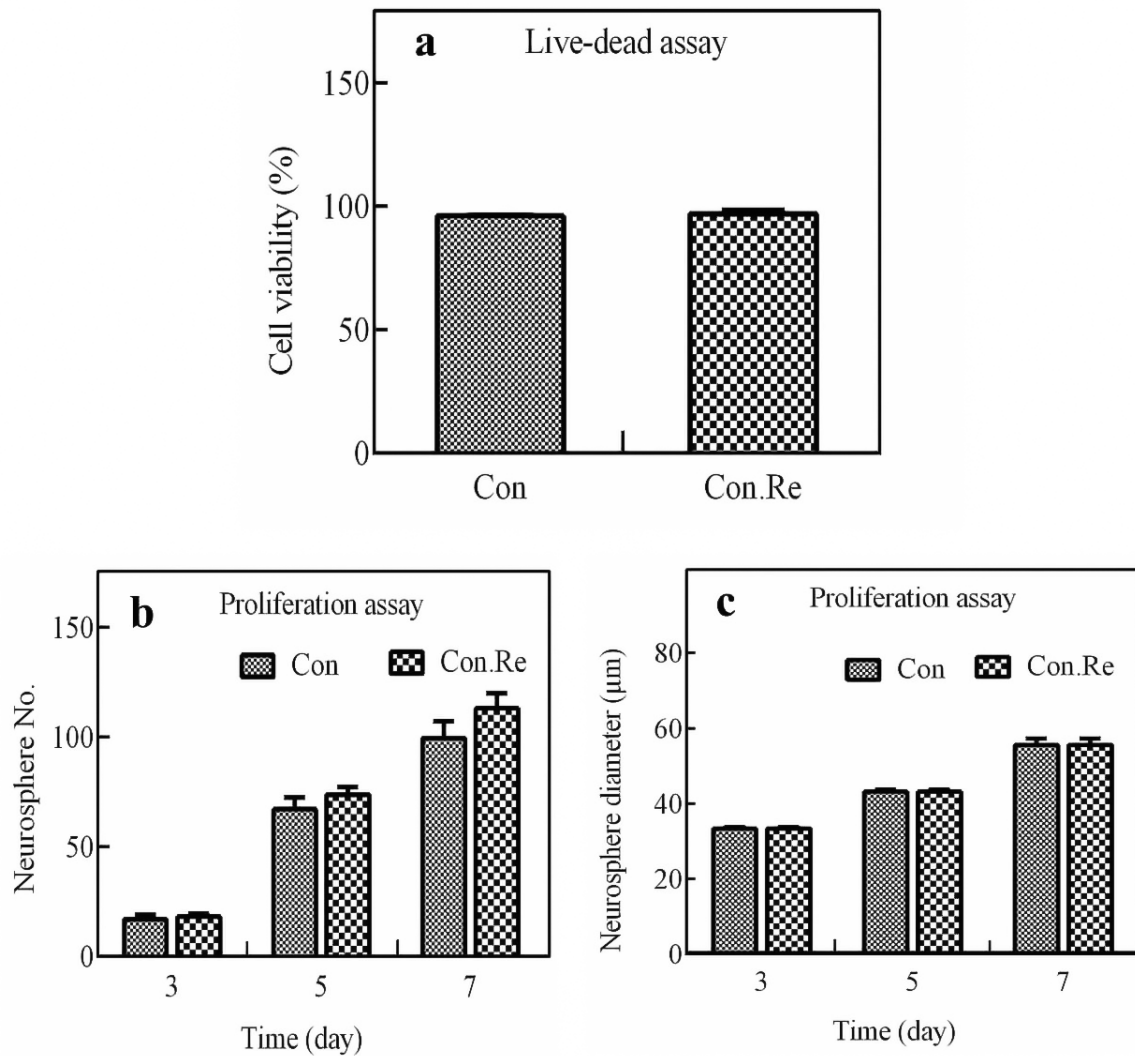 a
Live-dead assay
Cell viability (%)
150
100
50
0
Con
Con.Re
b
Proliferation assay
Con
Con.Re
Neurosphere No.
150
100
50
0
3
5
7
Time (day)
c
Proliferation assay
Con
Con.Re
Neurosphere diameter (µm)
80
60
40
20
0
3
5
7
Time (day)